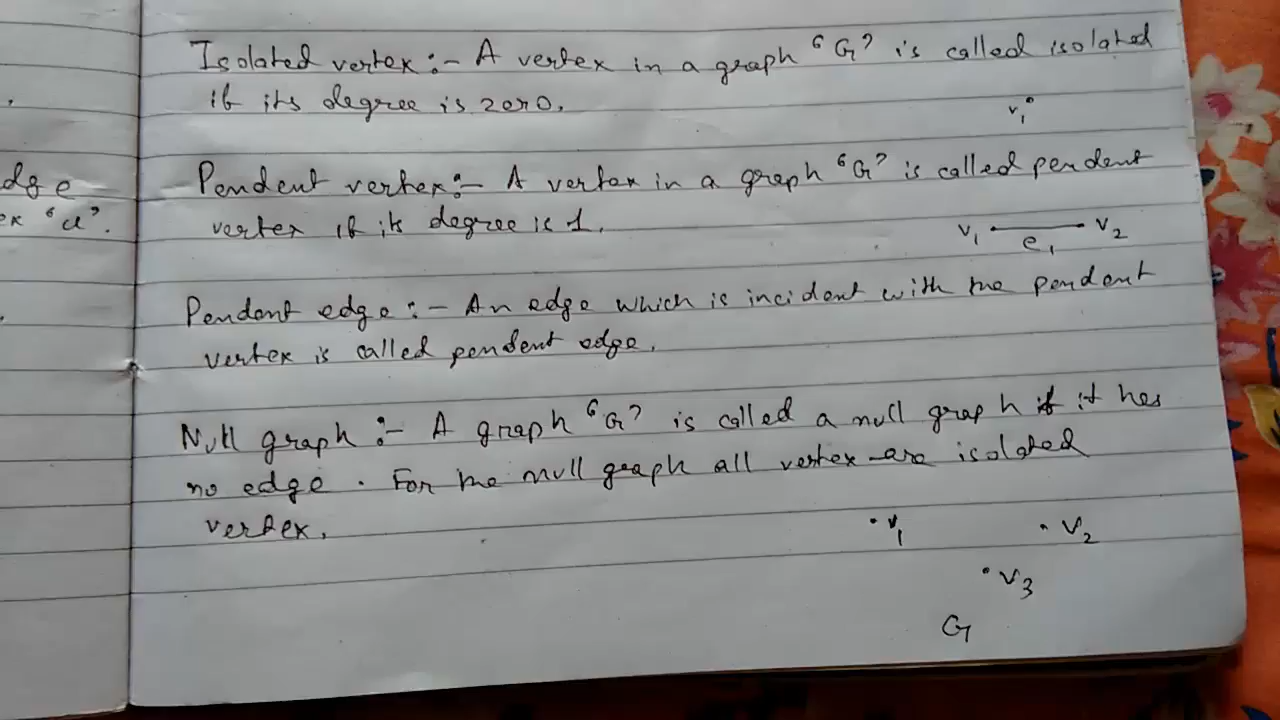 Isolated vertex :- A vertex in a graph ‘G’ is called isolated
if its degree is zero.
v1
Pendent vertex :- A vertex in a graph ‘G’ is called pendent
vertex if its degree is 1.
v1 v2
e1
Pendent edge :- An edge which is incident with the pendent
vertex is called pendent edge.
Null graph :- A graph ‘G’ is called a null graph if it has
no edge. For the null graph all vertex are isolated
vertex.
v1 v2
v3
G
dge
ex ‘u’.